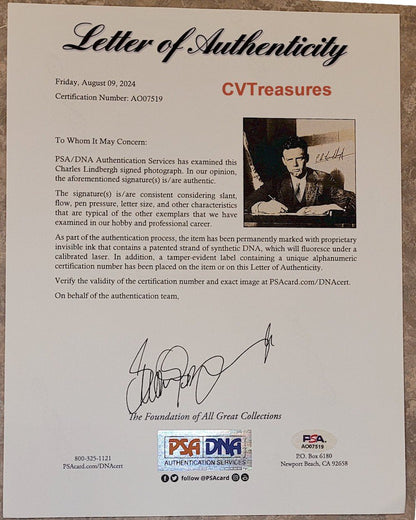 Letter of Authenticity
Friday, August 09, 2024
Certification Number: AO07519
CVTreasures
To Whom It May Concern:
PSA/DNA Authentication Services has examined this
Charles Lindbergh signed photograph. In our opinion,
the aforementioned signature(s) is/are authentic.
The signature(s) is/are consistent considering slant,
flow, pen pressure, letter size, and other characteristics
that are typical of the other exemplars that we have
examined in our hobby and professional career.
As part of the authentication process, the item has been permanently marked with proprietary
invisible ink that contains a patented strand of synthetic DNA, which will fluoresce under a
calibrated laser. In addition, a tamper-evident label containing a unique alphanumeric
certification number has been placed on the item or on this Letter of Authenticity.
Verify the validity of the certification number and exact image at PSAcard.com/DNAcert.
On behalf of the authentication team,
The Foundation of All Great Collections
800-325-1121
PSAcard.com/DNAcert
PSA DNA
AUTHENTICATION SERVICES
follow @PSAcard
PSA
AO07519
P.O. Box 6180
Newport Beach, CA 92658